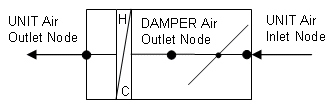 UNIT Air
Outlet Node
H
C
DAMPER Air
Outlet Node
UNIT Air
Inlet Node